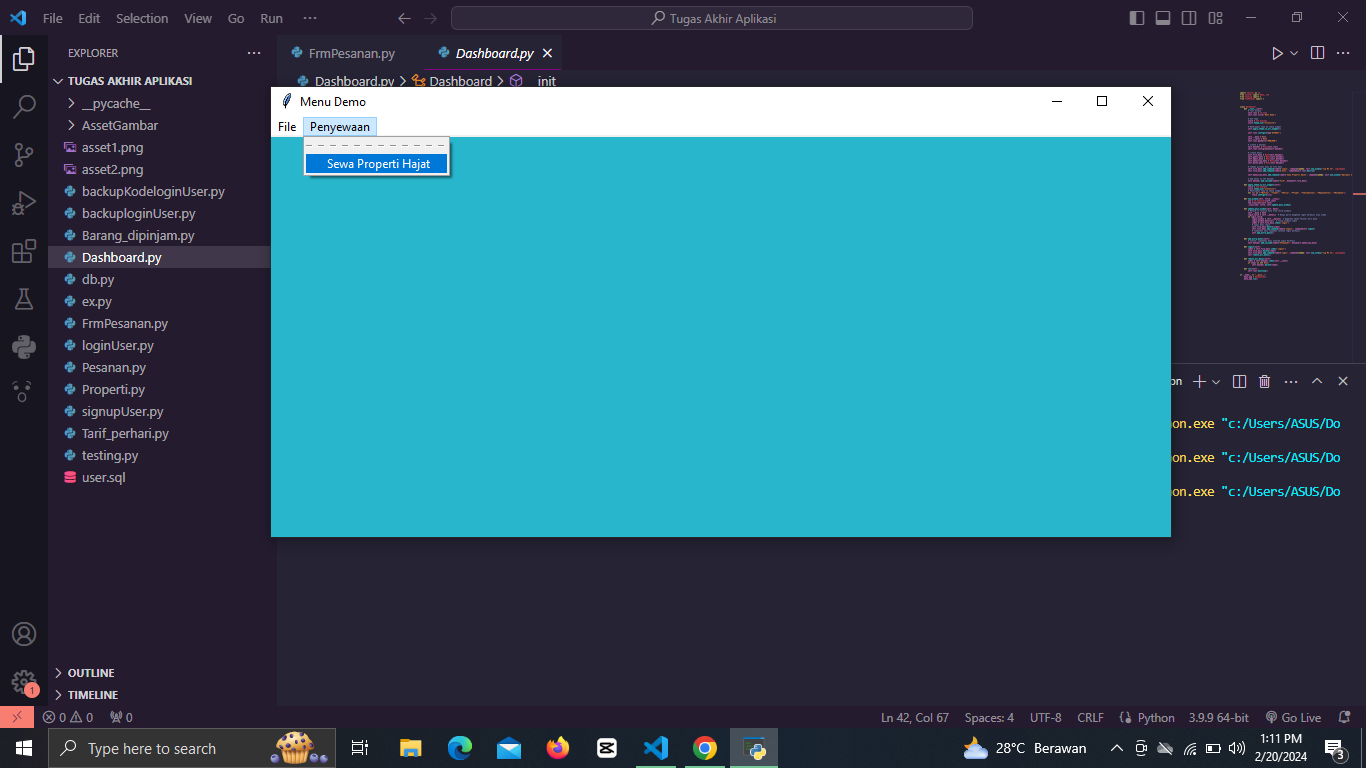 File Edit Selection View Go Run ···
Tugas Akhir Aplikasi
EXPLORER
TUGAS AKHIR APLIKASI
__pycache__
AssetGambar
asset1.png
asset2.png
backupKodeloginUser.py
backuploginUser.py
Barang_dipinjam.py
Dashboard.py
db.py
ex.py
FrmPesanan.py
loginUser.py
Pesanan.py
Properti.py
signupUser.py
Tarif_perhari.py
testing.py
user.sql
OUTLINE
TIMELINE
FrmPesanan.py Dashboard.py
Dashboard.py > Dashboard > __init
Menu Demo
File Penyewaan
Sewa Properti Hajat
on
on.exe "c:/Users/ASUS/Do
on.exe "c:/Users/ASUS/Do
on.exe "c:/Users/ASUS/Do
1
0 0 0
Ln 42, Col 67 Spaces: 4 UTF-8 CRLF Python 3.9.9 64-bit Go Live
Type here to search
28°C Berawan
1:11 PM
2/20/2024
3